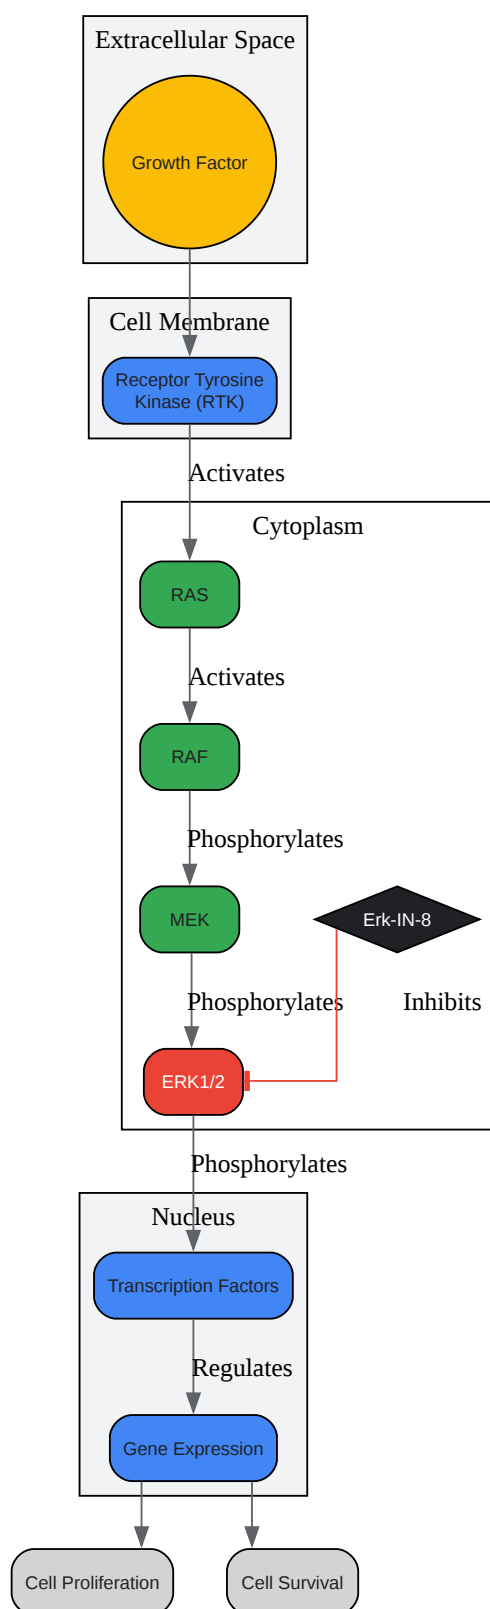 Extracellular Space
Growth Factor
Cell Membrane
Receptor Tyrosine
Kinase (RTK)
Activates
Cytoplasm
RAS
Activates
RAF
Phosphorylates
MEK
Erk-IN-8
Phosphorylates
Inhibits
ERK1/2
Phosphorylates
Nucleus
Transcription Factors
Regulates
Gene Expression
Cell Proliferation
Cell Survival